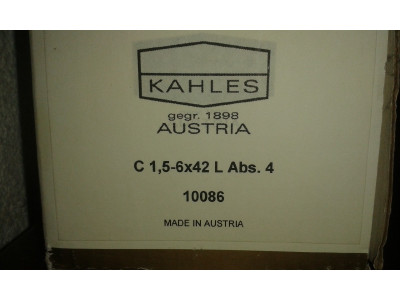 KAHLES
gegr. 1898
AUSTRIA
C 1,5-6x42 L Abs. 4
10086
MADE IN AUSTRIA